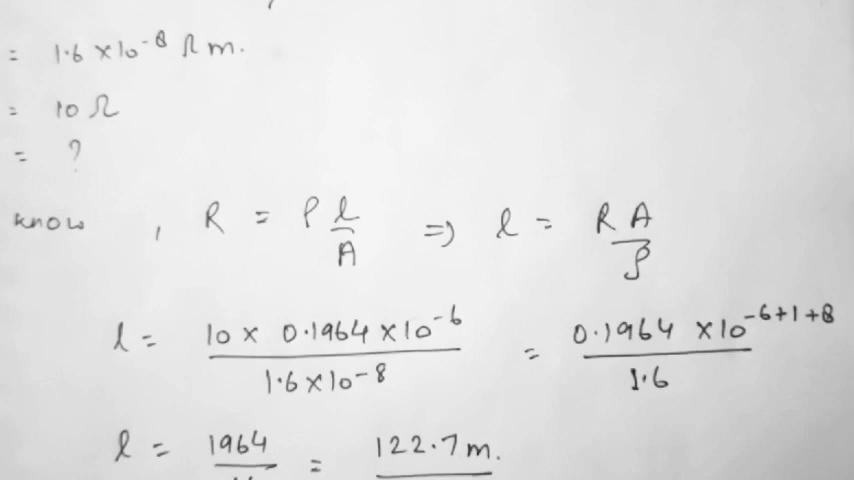 = 1.6 × 10⁻⁸ Ω m.
= 10 Ω
= ?
know , R = ρ l/A ⇒ l = R A/ρ
l = 10 × 0.1964 × 10⁻⁶ / 1.6 × 10⁻⁸ = 0.1964 × 10⁻⁶⁺¹⁺⁸ / 1.6
l = 1964 / = 122.7 m.